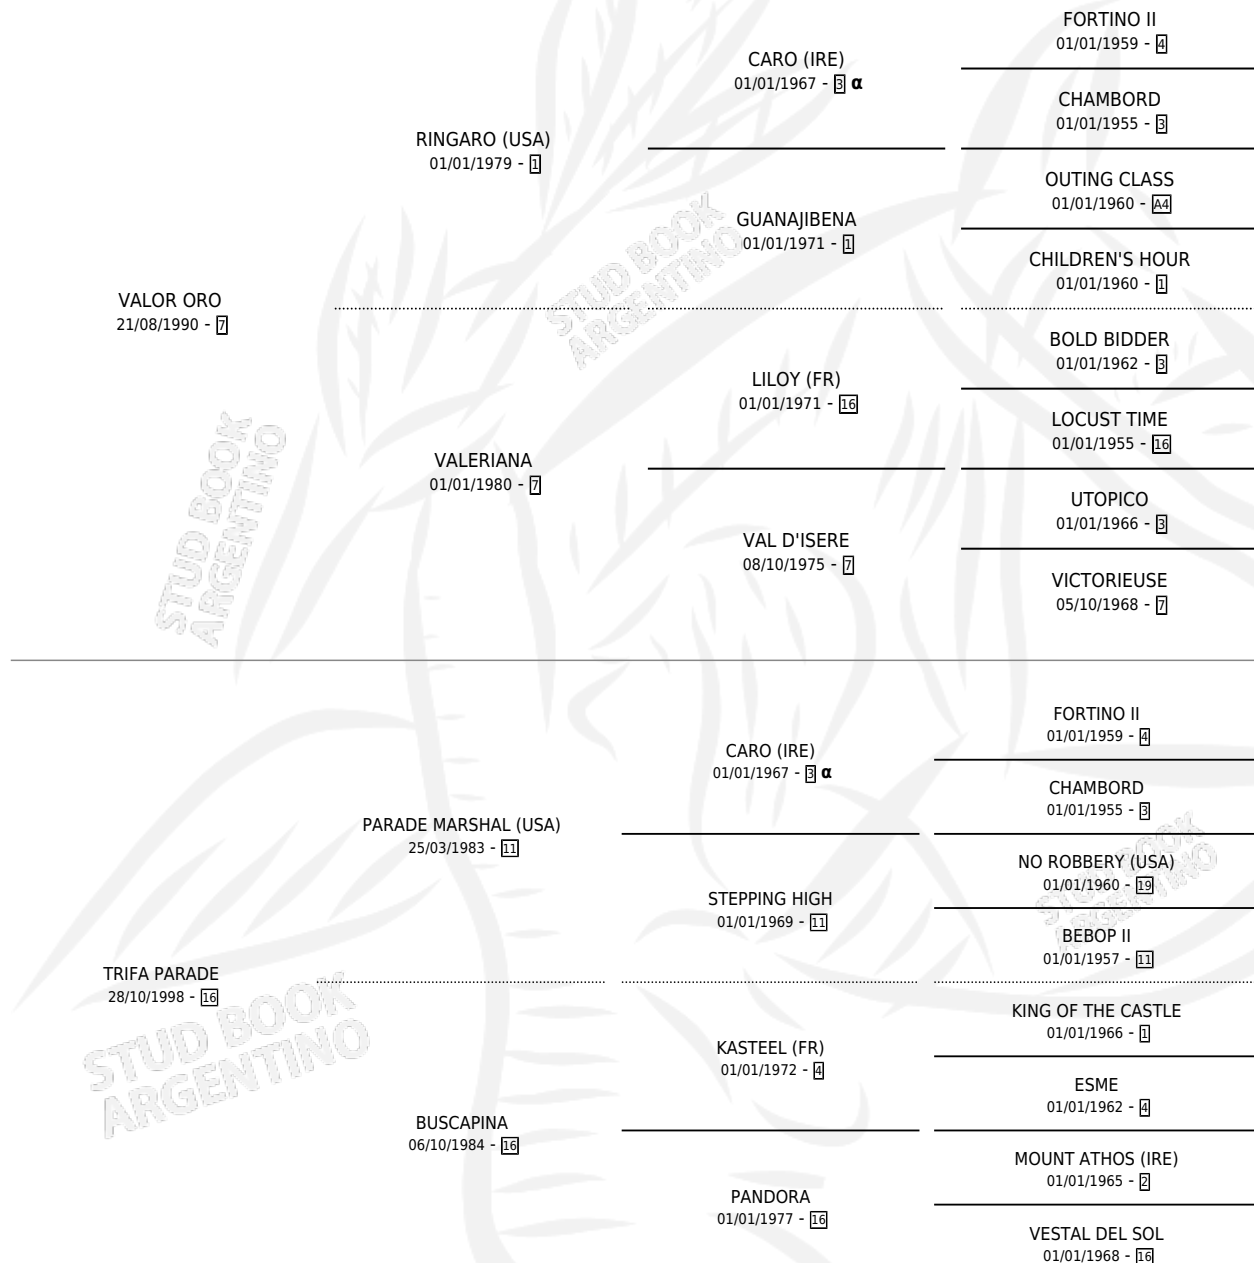 FORTINO II
01/01/1959 - 4
CARO (IRE)
01/01/1967 - 3 α
CHAMBORD
01/01/1955 - 3
RINGARO (USA)
01/01/1979 - 1
OUTING CLASS
01/01/1960 - A4
GUANAJIBENA
01/01/1971 - 1
CHILDREN'S HOUR
01/01/1960 - 1
VALOR ORO
21/08/1990 - 7
BOLD BIDDER
01/01/1962 - 3
LILOY (FR)
01/01/1971 - 16
LOCUST TIME
01/01/1955 - 16
VALERIANA
01/01/1980 - 7
UTOPICO
01/01/1966 - 3
VAL D'ISERE
08/10/1975 - 7
VICTORIEUSE
05/10/1968 - 7
STUD BOOK
ARGENTINO
STUD BOOK
ARGENTINO
FORTINO II
01/01/1959 - 4
CARO (IRE)
01/01/1967 - 3 α
CHAMBORD
01/01/1955 - 3
PARADE MARSHAL (USA)
25/03/1983 - 11
NO ROBBERY (USA)
01/01/1960 - 19
STEPPING HIGH
01/01/1969 - 11
BEBOP II
01/01/1957 - 11
STUD BOOK
ARGENTINO
TRIFA PARADE
28/10/1998 - 16
KING OF THE CASTLE
01/01/1966 - 1
KASTEEL (FR)
01/01/1972 - 4
ESME
01/01/1962 - 4
BUSCAPINA
06/10/1984 - 16
MOUNT ATHOS (IRE)
01/01/1965 - 2
PANDORA
01/01/1977 - 16
VESTAL DEL SOL
01/01/1968 - 16
STUD BOOK
ARGENTINO